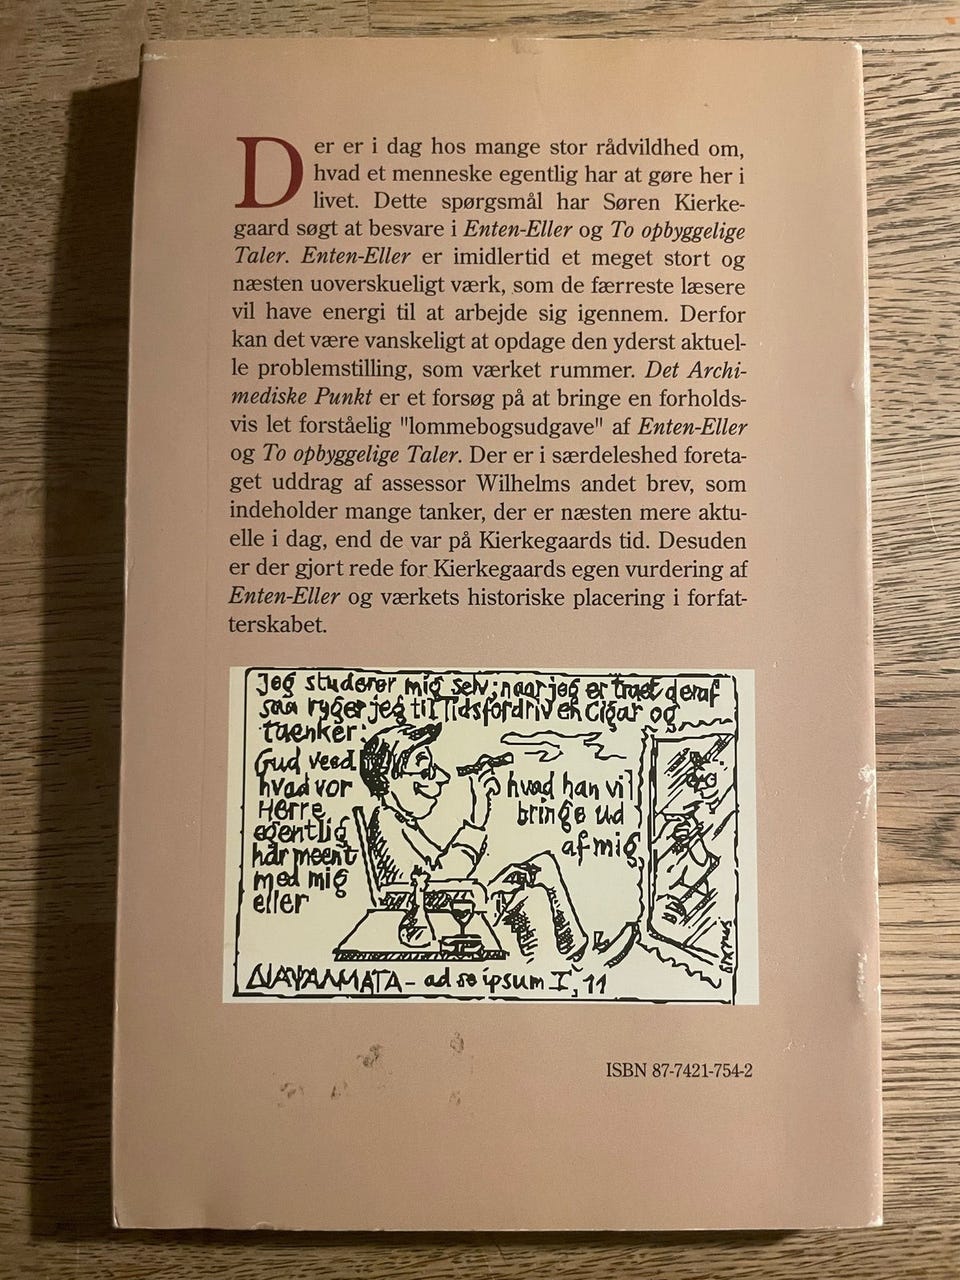 Der er i dag hos mange stor rådvildhed om,
hvad et menneske egentlig har at gøre her i
livet. Dette spørgsmål har Søren Kierke-
gaard søgt at besvare i Enten-Eller og To opbyggelige
Taler. Enten-Eller er imidlertid et meget stort og
næsten uoverskueligt værk, som de færreste læsere
vil have energi til at arbejde sig igennem. Derfor
kan det være vanskeligt at opdage den yderst aktuel-
le problemstilling, som værket rummer. Det Archi-
mediske Punkt er et forsøg på at bringe en forholds-
vis let forståelig "lommebogsudgave" af Enten-Eller
og To opbyggelige Taler. Der er i særdeleshed foreta-
get uddrag af assessor Wilhelms andet brev, som
indeholder mange tanker, der er næsten mere aktu-
elle i dag, end de var på Kierkegaards tid. Desuden
er der gjort rede for Kierkegaards egen vurdering af
Enten-Eller og værkets historiske placering i forfat-
terskabet.
Jeg studerer mig selv; naar jeg er traet deraf
saa ryger jeg til Tidsfordriv en Cigar og
taenker:
Gud veed
hvad vor
Herre
egentlig
har meent
med mig
eller
hvad han vil
bringe ud
af mig
- ad se ipsum I, 11
ISBN 87-7421-754-2